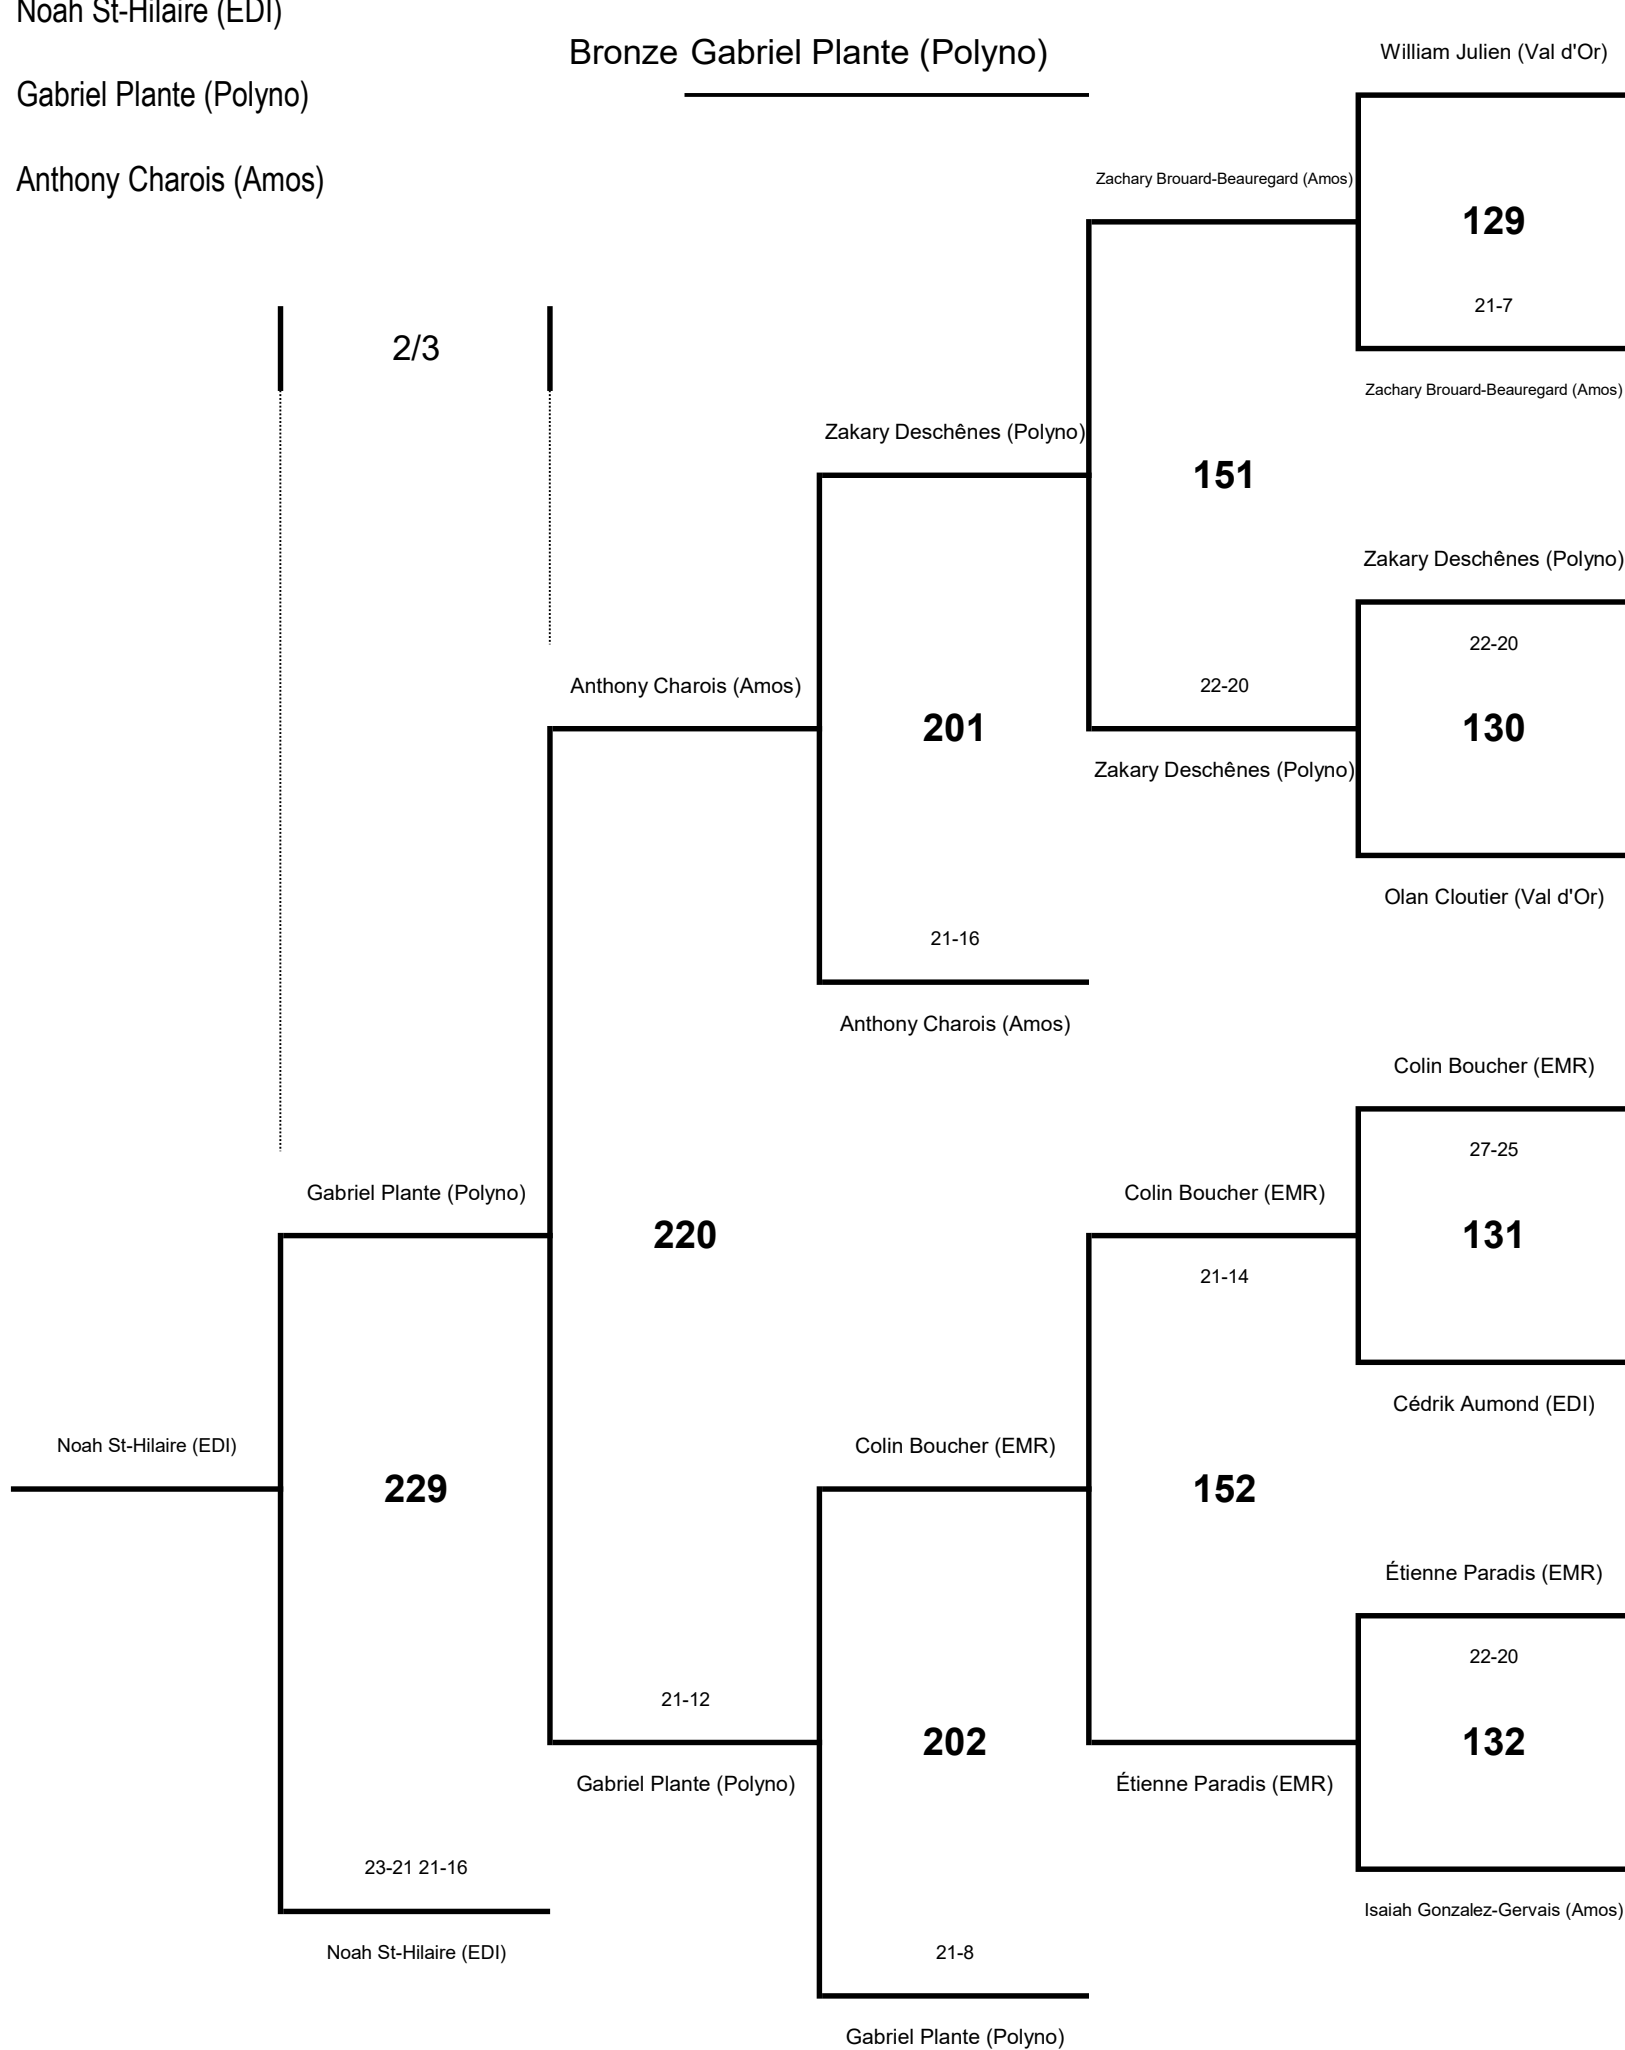 Noah St-Hilaire (EDI)
Bronze Gabriel Plante (Polyno)
William Julien (Val d'Or)
Gabriel Plante (Polyno)
Anthony Charois (Amos)
Zachary Brouard-Beauregard (Amos)
129
21-7
2/3
Zachary Brouard-Beauregard (Amos)
Zakary Deschênes (Polyno)
151
Zakary Deschênes (Polyno)
22-20
Anthony Charois (Amos)
22-20
201
130
Zakary Deschênes (Polyno)
Olan Cloutier (Val d'Or)
21-16
Anthony Charois (Amos)
Colin Boucher (EMR)
27-25
Gabriel Plante (Polyno)
Colin Boucher (EMR)
220
131
21-14
Cédrik Aumond (EDI)
Noah St-Hilaire (EDI)
Colin Boucher (EMR)
229
152
Étienne Paradis (EMR)
22-20
21-12
202
132
Gabriel Plante (Polyno)
Étienne Paradis (EMR)
23-21 21-16
Isaiah Gonzalez-Gervais (Amos)
Noah St-Hilaire (EDI)
21-8
Gabriel Plante (Polyno)